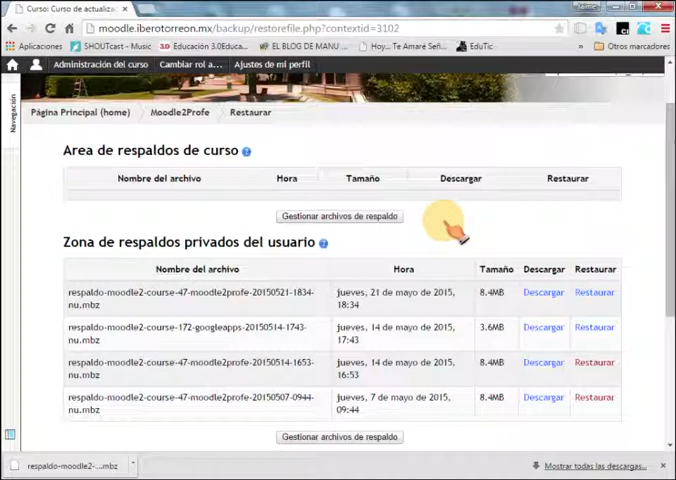 Curso: Curso de actualiza
Jaime
moodle.iberotorreon.mx/backup/restorefile.php?contextid=3102
Aplicaciones SHOUTcast - Music 3.0 Educación 3.0Educa... EL BLOG DE MANU ... Hoy... Te Amaré Señ... EduTic Otros marcadores
Administración del curso Cambiar rol a... Ajustes de mi perfil
Navegación
Página Principal (home) Moodle2Profe Restaurar
Area de respaldos de curso
Nombre del archivo Hora Tamaño Descargar Restaurar
Gestionar archivos de respaldo
Zona de respaldos privados del usuario
Nombre del archivo Hora Tamaño Descargar Restaurar
respaldo-moodle2-course-47-moodle2profe-20150521-1834- jueves, 21 de mayo de 2015, 8.4MB Descargar Restaurar
nu.mbz 18:34
respaldo-moodle2-course-172-googleapps-20150514-1743- jueves, 14 de mayo de 2015, 3.6MB Descargar Restaurar
nu.mbz 17:43
respaldo-moodle2-course-47-moodle2profe-20150514-1653- jueves, 14 de mayo de 2015, 8.4MB Descargar Restaurar
nu.mbz 16:53
respaldo-moodle2-course-47-moodle2profe-20150507-0944- jueves, 7 de mayo de 2015, 8.4MB Descargar Restaurar
nu.mbz 09:44
Gestionar archivos de respaldo
respaldo-moodle2-....mbz Mostrar todas las descargas...